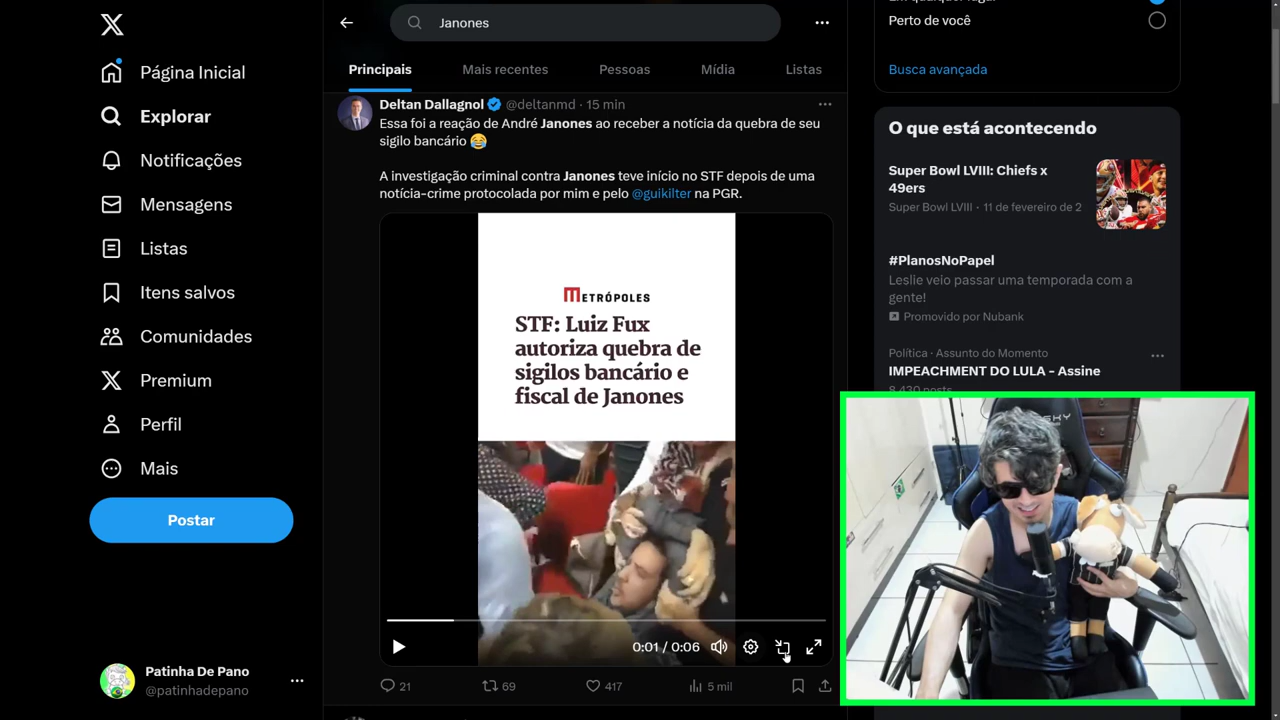 Página Inicial
Explorar
Notificações
Mensagens
Listas
Itens salvos
Comunidades
Premium
Perfil
Mais
Postar
Patinha De Pano
@patinhadepano
Janones
Principais
Mais recentes
Pessoas
Mídia
Listas
Deltan Dallagnol @deltanmd · 15 min
Essa foi a reação de André Janones ao receber a notícia da quebra de seu
sigilo bancário 😂
A investigação criminal contra Janones teve início no STF depois de uma
notícia-crime protocolada por mim e pelo @guikilter na PGR.
METRÓPOLES
STF: Luiz Fux
autoriza quebra de
sigilos bancário e
fiscal de Janones
0:01 / 0:06
21
69
417
5 mil
Perto de você
Busca avançada
O que está acontecendo
Super Bowl LVIII: Chiefs x
49ers
Super Bowl LVIII · 11 de fevereiro de 2
#PlanosNoPapel
Leslie veio passar uma temporada com a
gente!
Promovido por Nubank
Política · Assunto do Momento
IMPEACHMENT DO LULA - Assine
8.430 posts